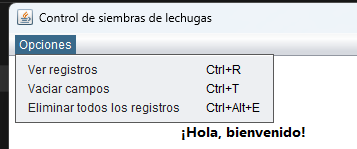 Control de siembras de lechugas
Opciones
Ver registros Ctrl+R
Vaciar campos Ctrl+T
Eliminar todos los registros Ctrl+Alt+E
¡Hola, bienvenido!